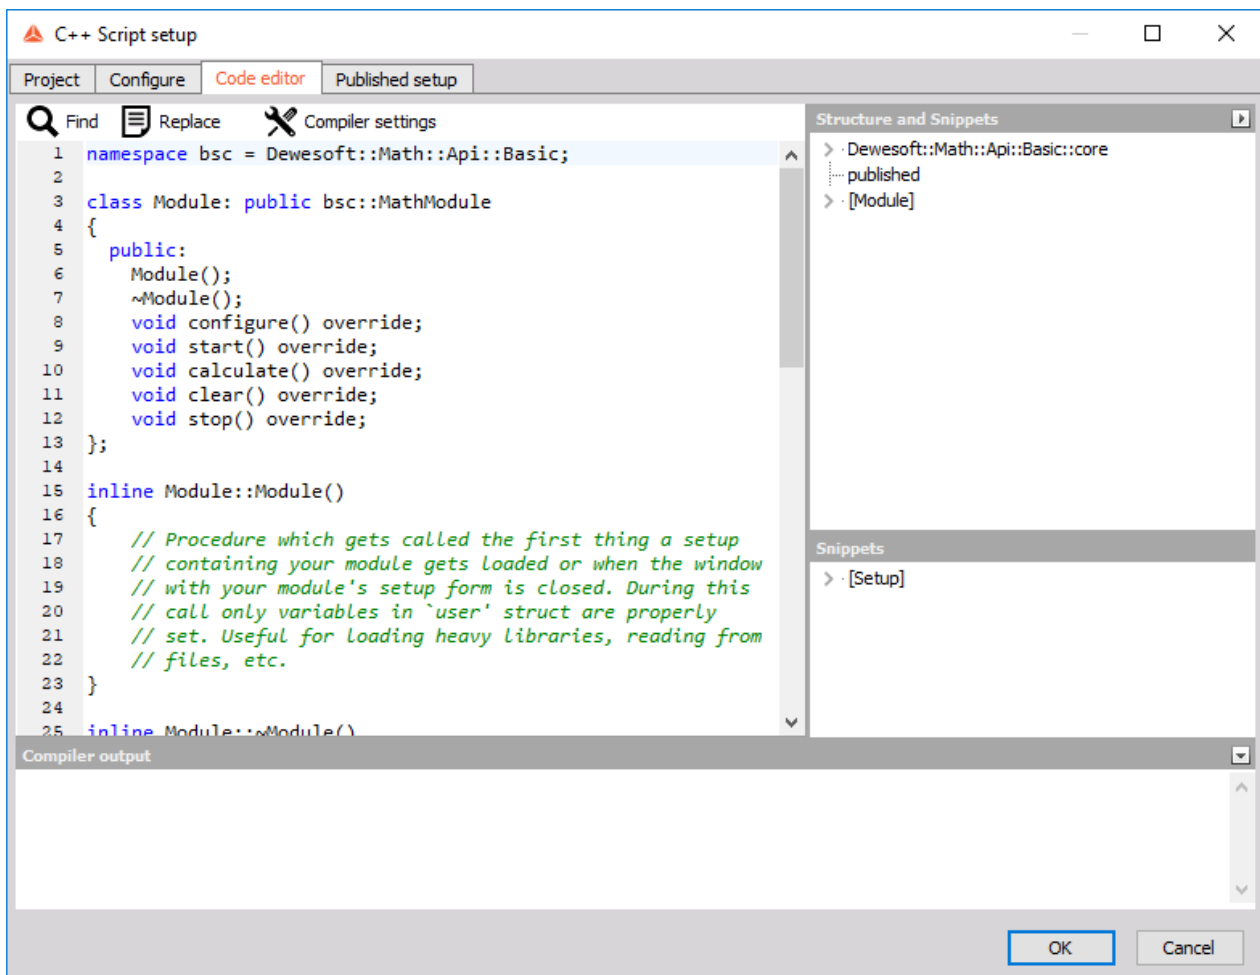 C++ Script setup
Project Configure Code editor Published setup
Find Replace Compiler settings
1 namespace bsc = Dewesoft::Math::Api::Basic;
2
3 class Module: public bsc::MathModule
4 {
5 public:
6 Module();
7 ~Module();
8 void configure() override;
9 void start() override;
10 void calculate() override;
11 void clear() override;
12 void stop() override;
13 };
14
15 inline Module::Module()
16 {
17 // Procedure which gets called the first thing a setup
18 // containing your module gets loaded or when the window
19 // with your module's setup form is closed. During this
20 // call only variables in `user' struct are properly
21 // set. Useful for loading heavy libraries, reading from
22 // files, etc.
23 }
24
25 inline Module::~Module()
Structure and Snippets
Dewesoft::Math::Api::Basic::core
published
[Module]
Snippets
[Setup]
Compiler output
OK Cancel